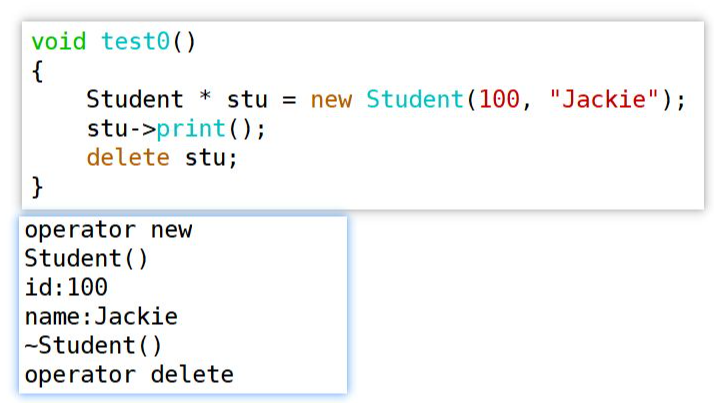 void test0()
{
    Student * stu = new Student(100, "Jackie");
    stu->print();
    delete stu;
}
operator new
Student()
id:100
name:Jackie
~Student()
operator delete